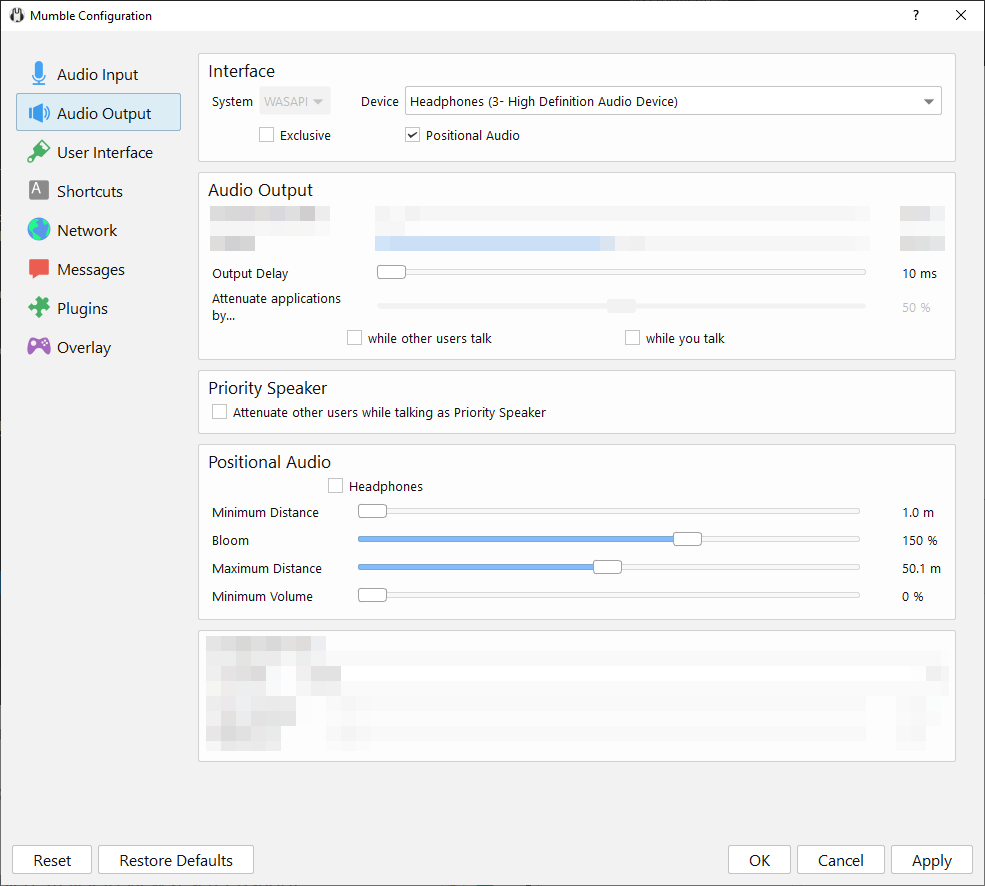 Mumble Configuration
?
Audio Input
Audio Output
User Interface
A Shortcuts
Network
Messages
Plugins
Overlay
Interface
System WASAPI Device Headphones (3- High Definition Audio Device)
Exclusive Positional Audio
Audio Output
Output Delay 10 ms
Attenuate applications
by... 50 %
while other users talk while you talk
Priority Speaker
Attenuate other users while talking as Priority Speaker
Positional Audio
Headphones
Minimum Distance 1.0 m
Bloom 150 %
Maximum Distance 50.1 m
Minimum Volume 0 %
Reset Restore Defaults OK Cancel Apply